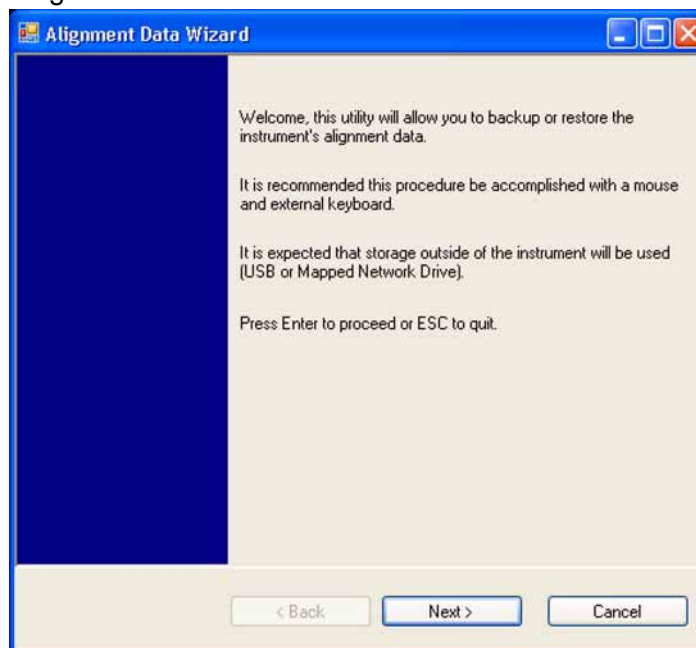 Alignment Data Wizard
Welcome, this utility will allow you to backup or restore the
instrument's alignment data.
It is recommended this procedure be accomplished with a mouse
and external keyboard.
It is expected that storage outside of the instrument will be used
(USB or Mapped Network Drive).
Press Enter to proceed or ESC to quit.
< Back
Next >
Cancel